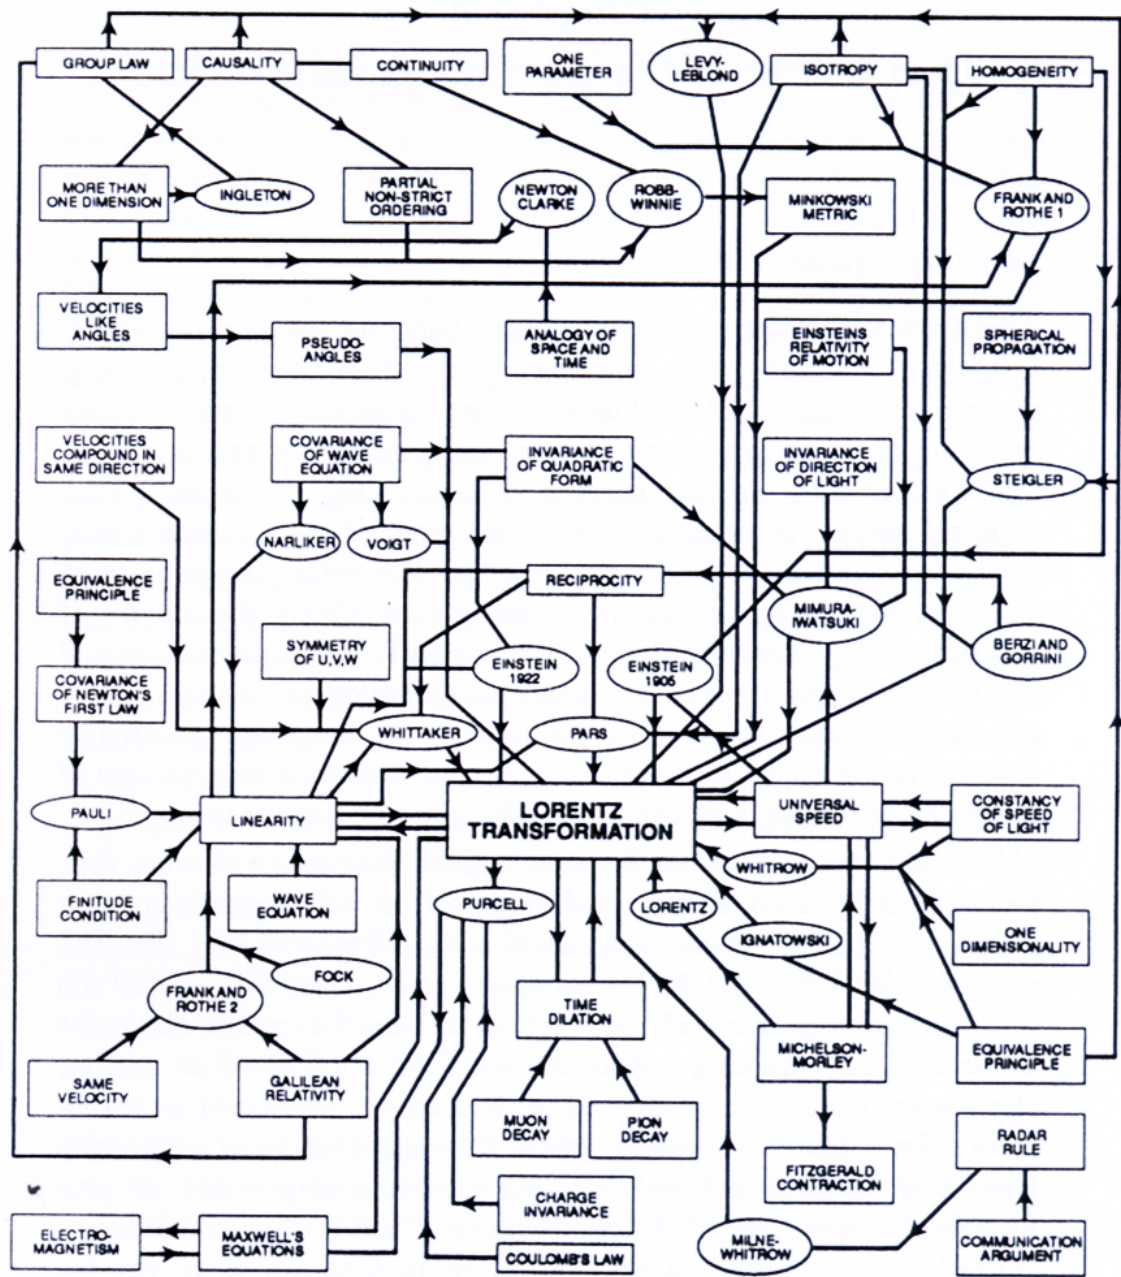 GROUP LAW
CAUSALITY
CONTINUITY
ONE
PARAMETER
LEVY-
LEBLOND
ISOTROPY
HOMOGENEITY
MORE THAN
ONE DIMENSION
INGLETON
PARTIAL
NON-STRICT
ORDERING
NEWTON
CLARKE
ROBB-
WINNIE
MINKOWSKI
METRIC
FRANK AND
ROTHE 1
VELOCITIES
LIKE
ANGLES
PSEUDO-
ANGLES
ANALOGY OF
SPACE AND
TIME
EINSTEINS
RELATIVITY
OF MOTION
SPHERICAL
PROPAGATION
VELOCITIES
COMPOUND IN
SAME DIRECTION
COVARIANCE
OF WAVE
EQUATION
INVARIANCE
OF QUADRATIC
FORM
INVARIANCE
OF DIRECTION
OF LIGHT
STEIGLER
NARLIKER
VOIGT
EQUIVALENCE
PRINCIPLE
RECIPROCITY
MIMURA-
IWATSUKI
BERZI AND
GORRINI
SYMMETRY
OF U,V,W
EINSTEIN
1922
EINSTEIN
1905
COVARIANCE
OF NEWTON'S
FIRST LAW
WHITTAKER
PARS
PAULI
LINEARITY
LORENTZ
TRANSFORMATION
UNIVERSAL
SPEED
CONSTANCY
OF SPEED
OF LIGHT
WHITROW
FINITUDE
CONDITION
WAVE
EQUATION
PURCELL
LORENTZ
IGNATOWSKI
ONE
DIMENSIONALITY
FOCK
FRANK AND
ROTHE 2
TIME
DILATION
MICHELSON-
MORLEY
EQUIVALENCE
PRINCIPLE
SAME
VELOCITY
GALILEAN
RELATIVITY
MUON
DECAY
PION
DECAY
RADAR
RULE
FITZGERALD
CONTRACTION
CHARGE
INVARIANCE
ELECTRO-
MAGNETISM
MAXWELL'S
EQUATIONS
COULOMB'S LAW
MILNE-
WHITROW
COMMUNICATION
ARGUMENT